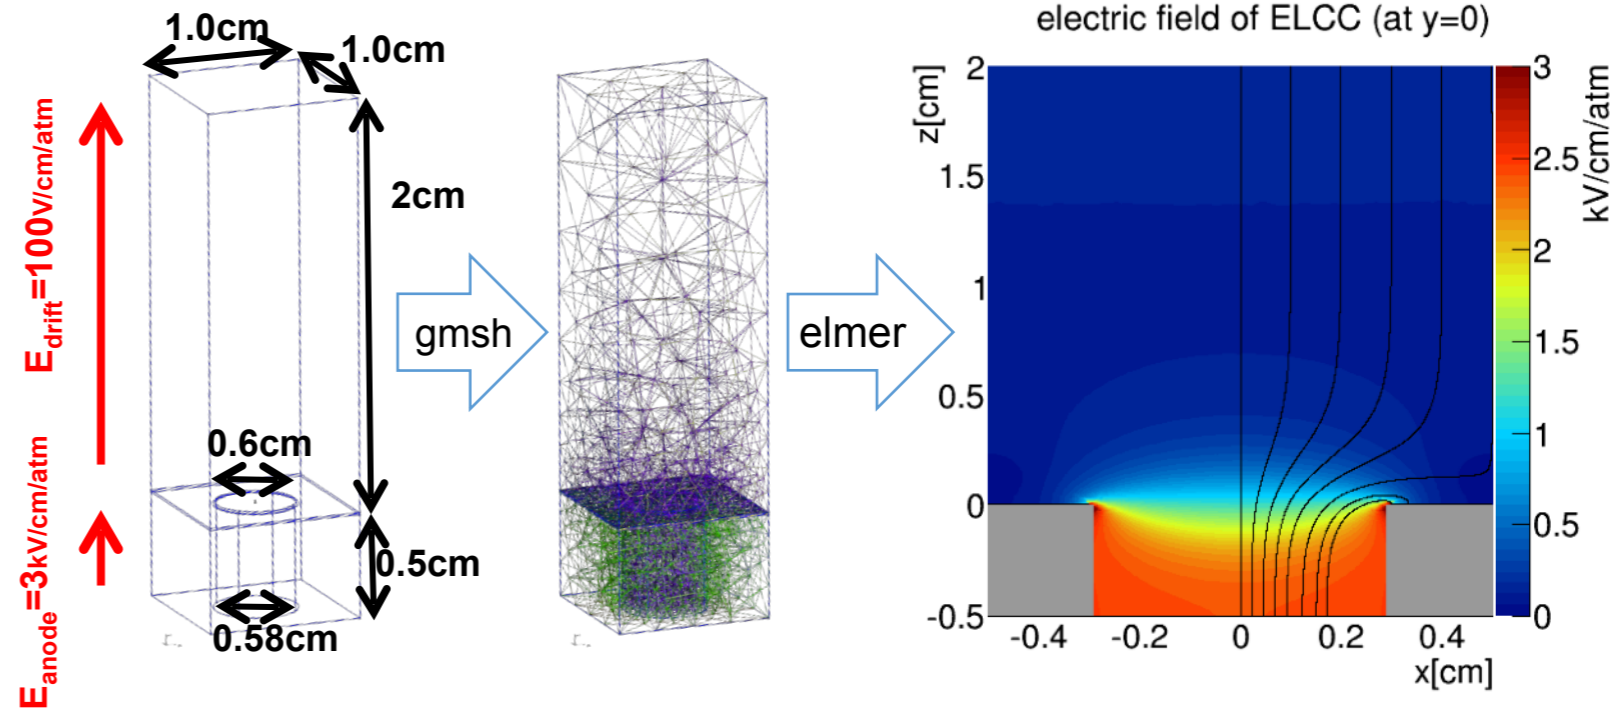 1.0cm
1.0cm
2cm
E_drift=100V/cm/atm
0.6cm
0.5cm
0.58cm
E_anode=3kV/cm/atm
gmsh
elmer
electric field of ELCC (at y=0)
z[cm]
2
1.5
1
0.5
0
-0.5
-0.4
-0.2
0
0.2
0.4
x[cm]
3
2.5
2
1.5
1
0.5
0
kV/cm/atm